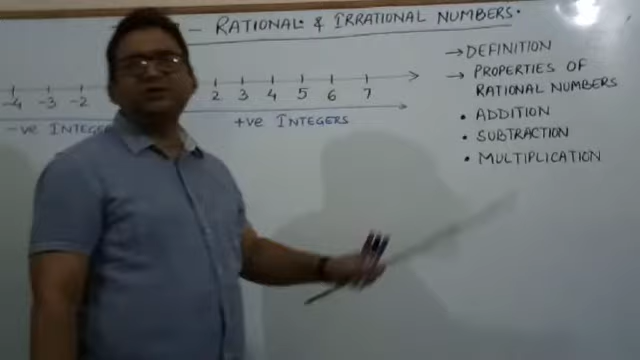 - RATIONAL & IRRATIONAL NUMBERS.
→ DEFINITION
→ PROPERTIES OF
RATIONAL NUMBERS
-4 -3 -2 2 3 4 5 6 7
-ve INTEGERS +ve INTEGERS
• ADDITION
• SUBTRACTION
• MULTIPLICATION